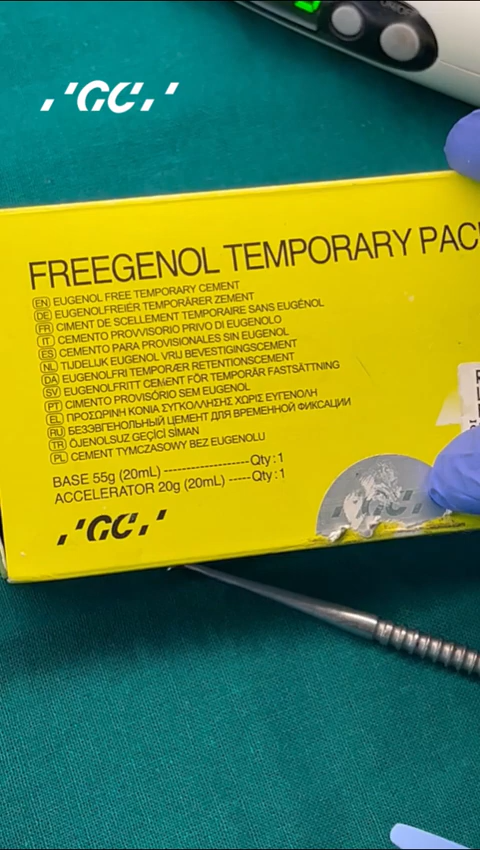 GC
FREEGENOL TEMPORARY PAC
EN EUGENOL FREE TEMPORARY CEMENT
DE EUGENOLFREIER TEMPORÄRER ZEMENT
FR CIMENT DE SCELLEMENT TEMPORAIRE SANS EUGÉNOL
IT CEMENTO PROVVISORIO PRIVO DI EUGENOLO
ES CEMENTO PARA PROVISIONALES SIN EUGENOL
NL TIJDELIJK EUGENOL VRIJ BEVESTIGINGSCEMENT
DA EUGENOLFRI TEMPORÆR RETENTIONSCEMENT
SV EUGENOLFRITT CEMENT FÖR TEMPORÄR FASTSÄTTNING
PT CIMENTO PROVISÓRIO SEM EUGENOL
EL ΠΡΟΣΩΡΙΝΗ ΚΟΝΙΑ ΣΥΓΚΟΛΛΗΣΗΣ ΧΩΡΙΣ ΕΥΓΕΝΟΛΗ
RU БЕЗЭВГЕНОЛЬНЫЙ ЦЕМЕНТ ДЛЯ ВРЕМЕННОЙ ФИКСАЦИИ
TR ÖJENOLSUZ GEÇİCİ SİMAN
PL CEMENT TYMCZASOWY BEZ EUGENOLU
BASE 55g (20mL) -------------------Qty : 1
ACCELERATOR 20g (20mL) -----Qty : 1
GC